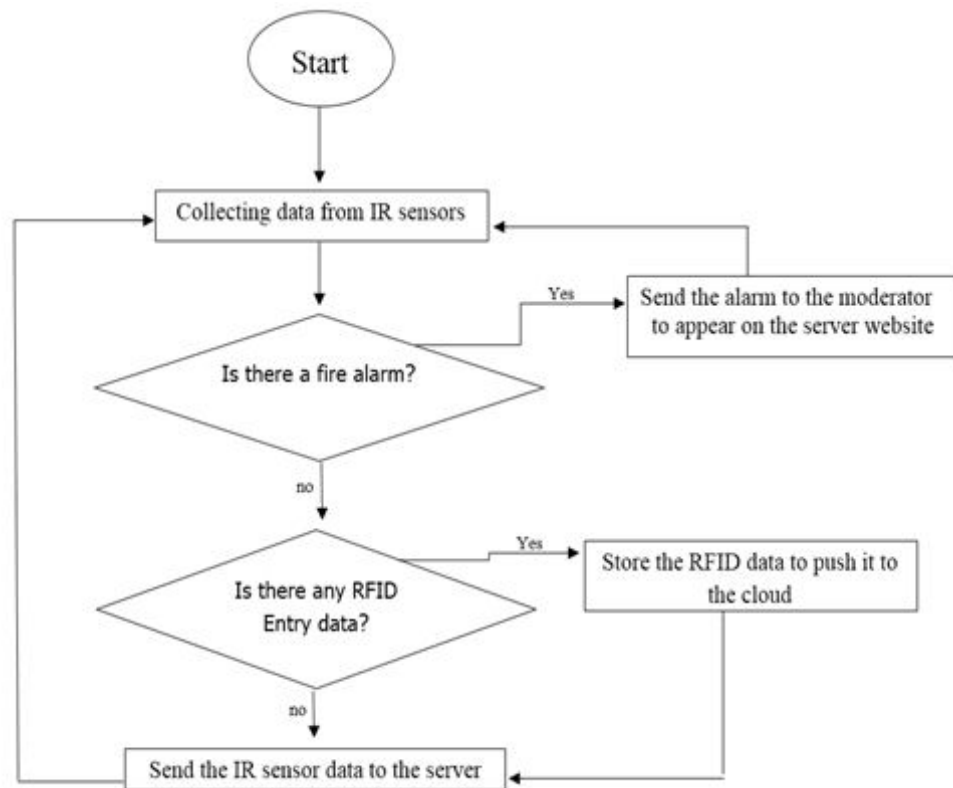 Start
Collecting data from IR sensors
Yes
Send the alarm to the moderator
to appear on the server website
Is there a fire alarm?
no
Yes
Store the RFID data to push it to
the cloud
Is there any RFID
Entry data?
no
Send the IR sensor data to the server